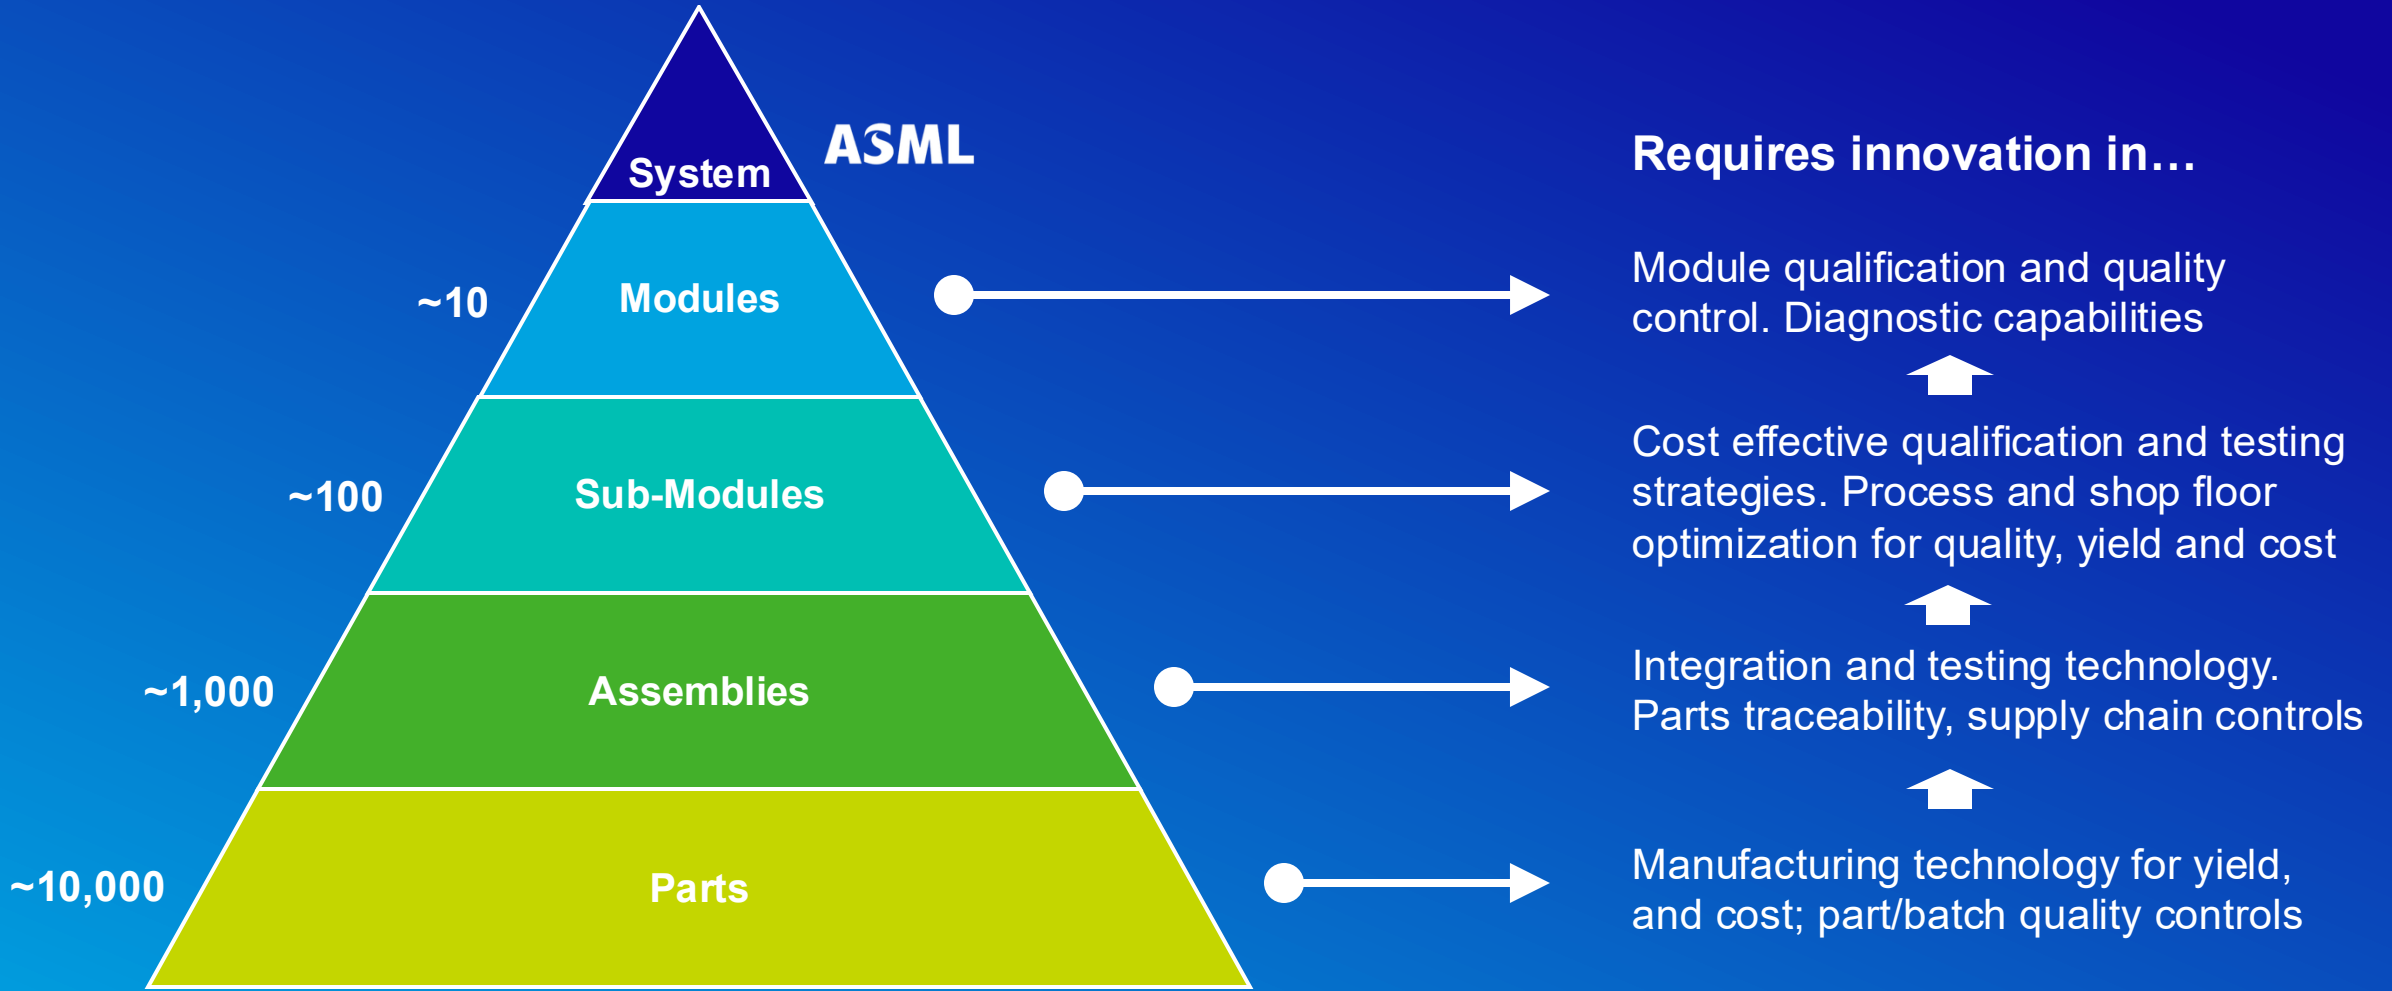 System
ASML
Requires innovation in…
~10
Modules
Module qualification and quality
control. Diagnostic capabilities
~100
Sub-Modules
Cost effective qualification and testing
strategies. Process and shop floor
optimization for quality, yield and cost
~1,000
Assemblies
Integration and testing technology.
Parts traceability, supply chain controls
~10,000
Parts
Manufacturing technology for yield,
and cost; part/batch quality controls